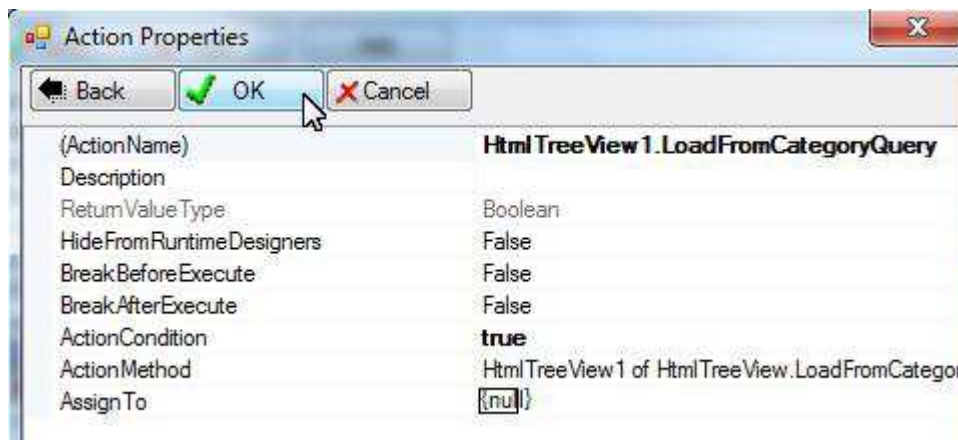 Action Properties
Back OK Cancel
(ActionName) HtmlTreeView1.LoadFromCategoryQuery
Description
ReturnValueType Boolean
HideFromRuntimeDesigners False
BreakBeforeExecute False
BreakAfterExecute False
ActionCondition true
ActionMethod HtmlTreeView1 of HtmlTreeView.LoadFromCatego
AssignTo {null}